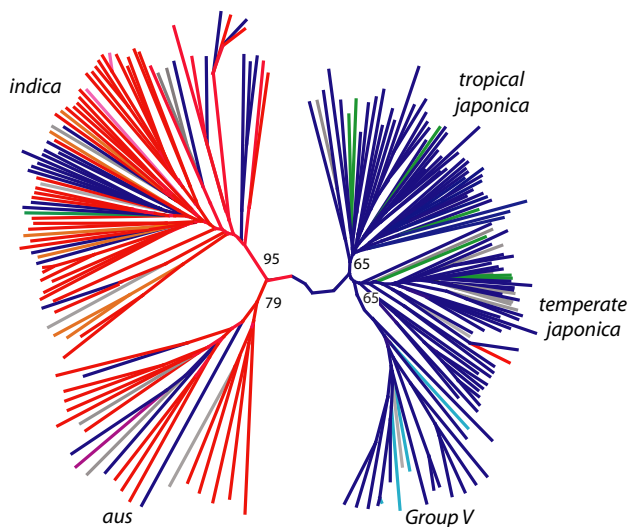 indica
tropical
japonica
95
65
79
65
temperate
japonica
aus
Group V